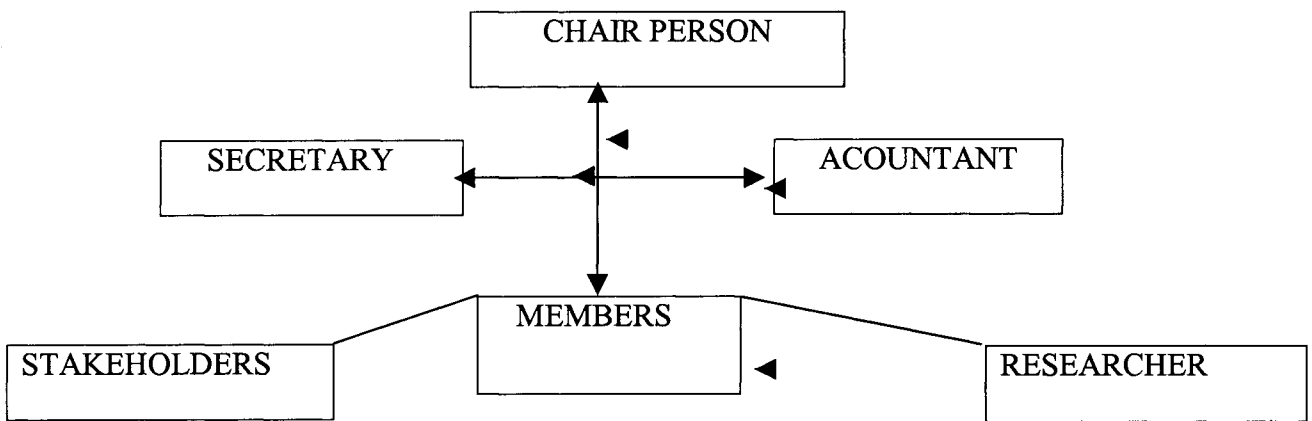 CHAIR PERSON
SECRETARY
ACOUNTANT
MEMBERS
STAKEHOLDERS
RESEARCHER